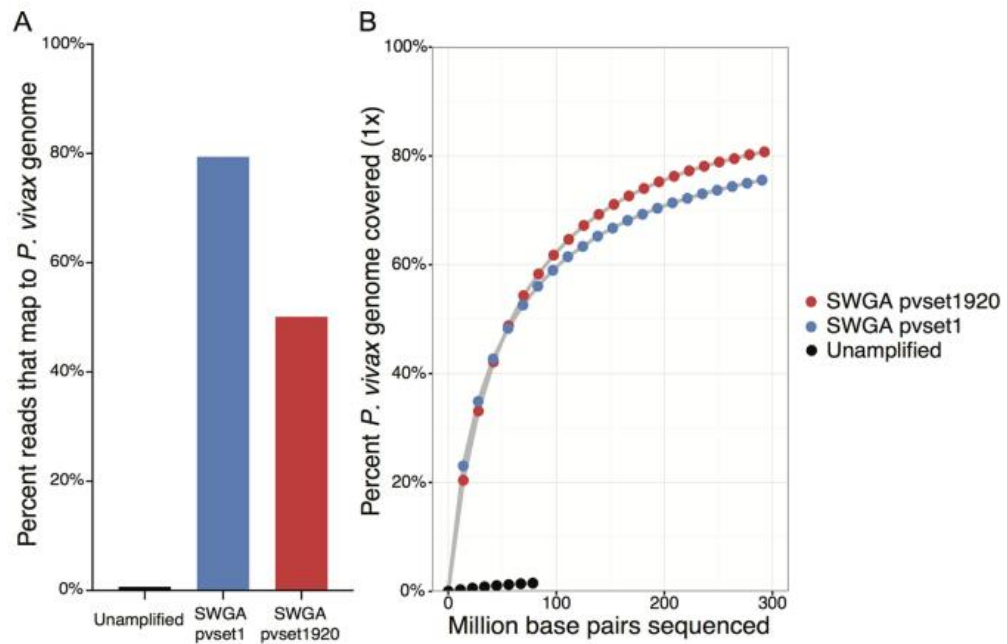 A
Percent reads that map to P. vivax genome
100%
80%
60%
40%
20%
0%
Unamplified
SWGA
pvset1
SWGA
pvset1920
B
Percent P. vivax genome covered (1x)
100%
80%
60%
40%
20%
0%
0
100
200
300
Million base pairs sequenced
SWGA pvset1920
SWGA pvset1
Unamplified